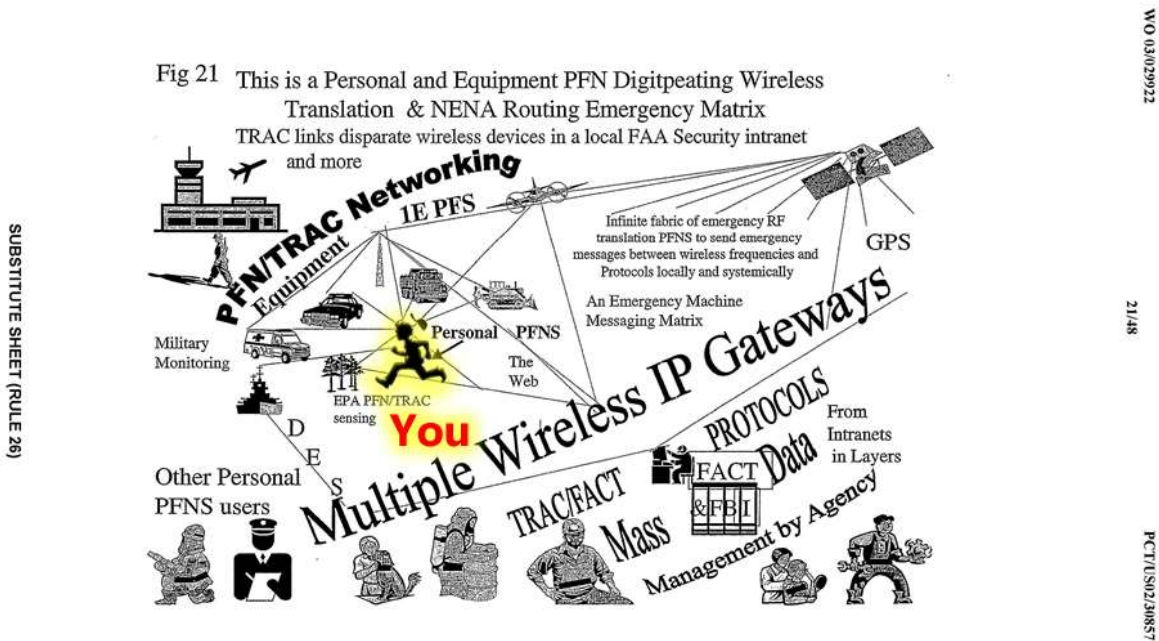 WO 03/029922
21/48
PCT/US02/30857
SUBSTITUTE SHEET (RULE 26)
Fig 21
This is a Personal and Equipment PFN Digitpeating Wireless
Translation & NENA Routing Emergency Matrix
TRAC links disparate wireless devices in a local FAA Security intranet
and more
PFN/TRAC Networking
1E PFS
Equipment
Infinite fabric of emergency RF
translation PFNS to send emergency
messages between wireless frequencies and
Protocols locally and systemically
GPS
An Emergency Machine
Messaging Matrix
Military
Monitoring
Personal PFNS
The
Web
EPA PFN/TRAC
sensing
You
D
E
S
Multiple Wireless IP Gateways
Other Personal
PFNS users
PROTOCOLS
Data
From
Intranets
in Layers
FACT
&FBI
TRAC/FACT
Mass
Management by Agency